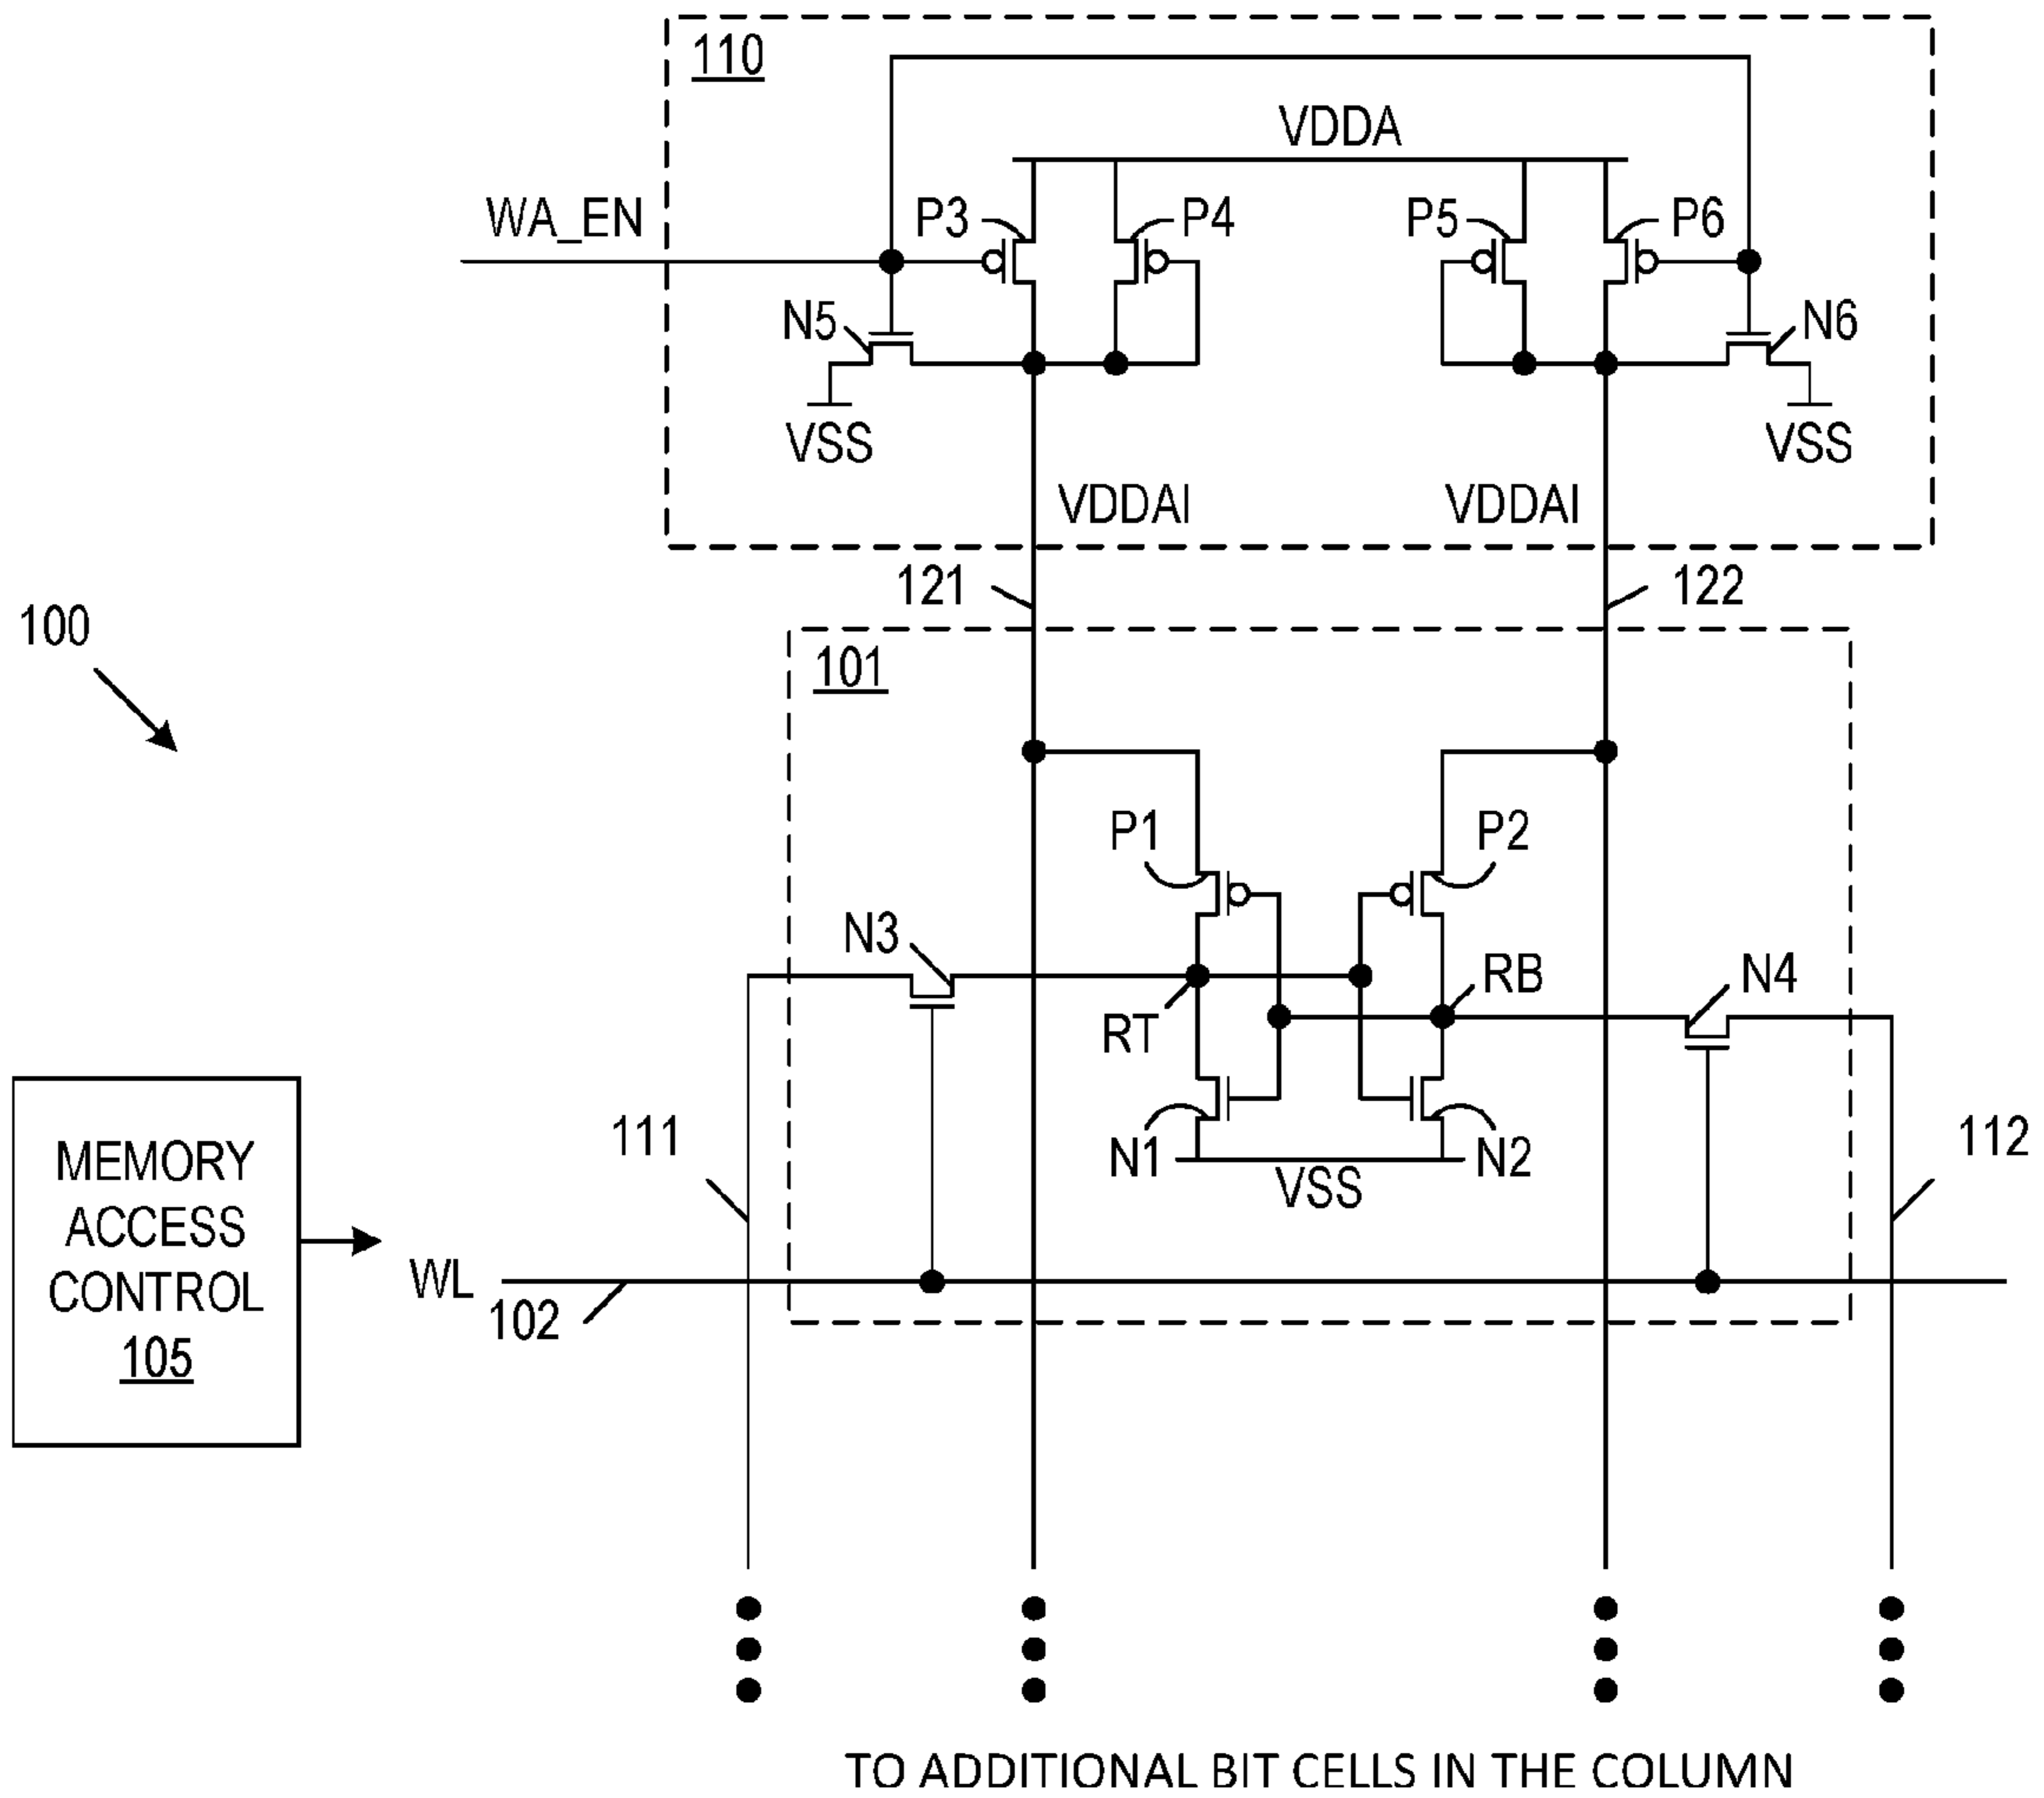 110
VDDA
WA_EN
P3
P4
P5
P6
N5
N6
VSS
VSS
VDDAI
VDDAI
121
122
100
101
P1
P2
N3
RB
N4
RT
111
N1
N2
112
VSS
MEMORY
ACCESS
CONTROL
105
WL
102
TO ADDITIONAL BIT CELLS IN THE COLUMN